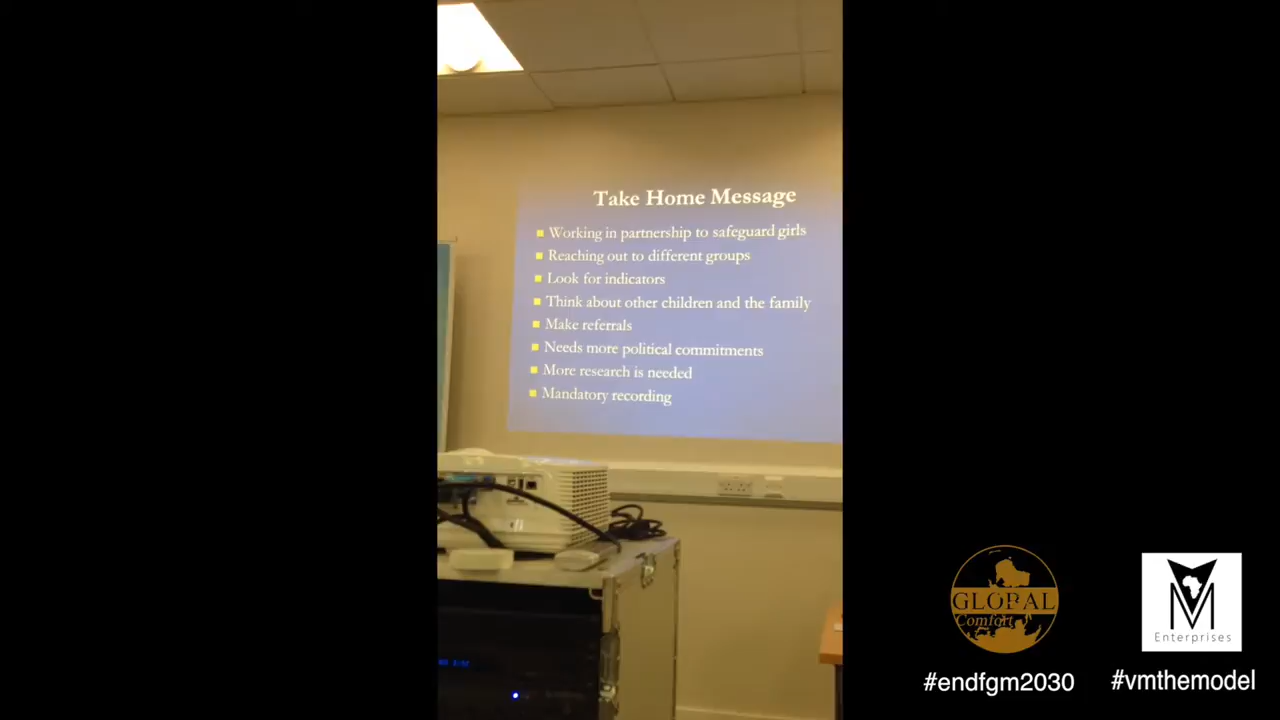 Take Home Message
Working in partnership to safeguard girls
Reaching out to different groups
Look for indicators
Think about other children and the family
Make referrals
Needs more political commitments
More research is needed
Mandatory recording
GLOBAL
Comfort
Enterprises
#endfgm2030
#vmthemodel